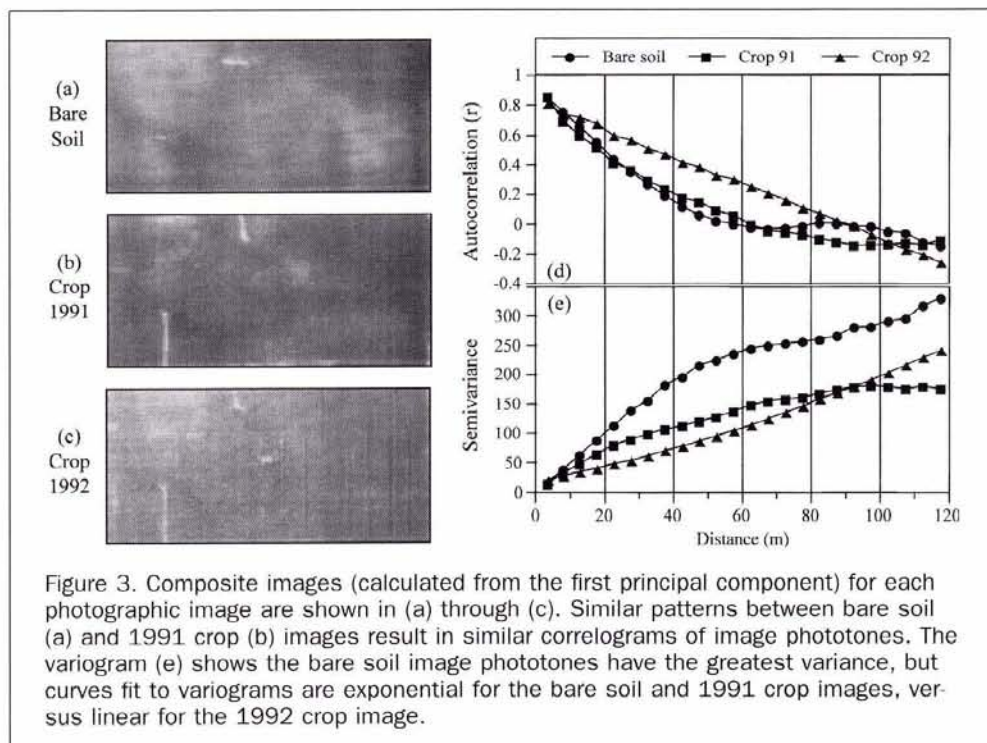 (a)
Bare
Soil
(b)
Crop
1991
(c)
Crop
1992
Bare soil Crop 91 Crop 92
1
0.8
0.6
0.4
0.2
0
-0.2
-0.4
Autocorrelation (r)
(d)
(e)
300
250
200
150
100
50
0
Semivariance
0 20 40 60 80 100 120
Distance (m)
Figure 3. Composite images (calculated from the first principal component) for each
photographic image are shown in (a) through (c). Similar patterns between bare soil
(a) and 1991 crop (b) images result in similar correlograms of image phototones. The
variogram (e) shows the bare soil image phototones have the greatest variance, but
curves fit to variograms are exponential for the bare soil and 1991 crop images, ver-
sus linear for the 1992 crop image.